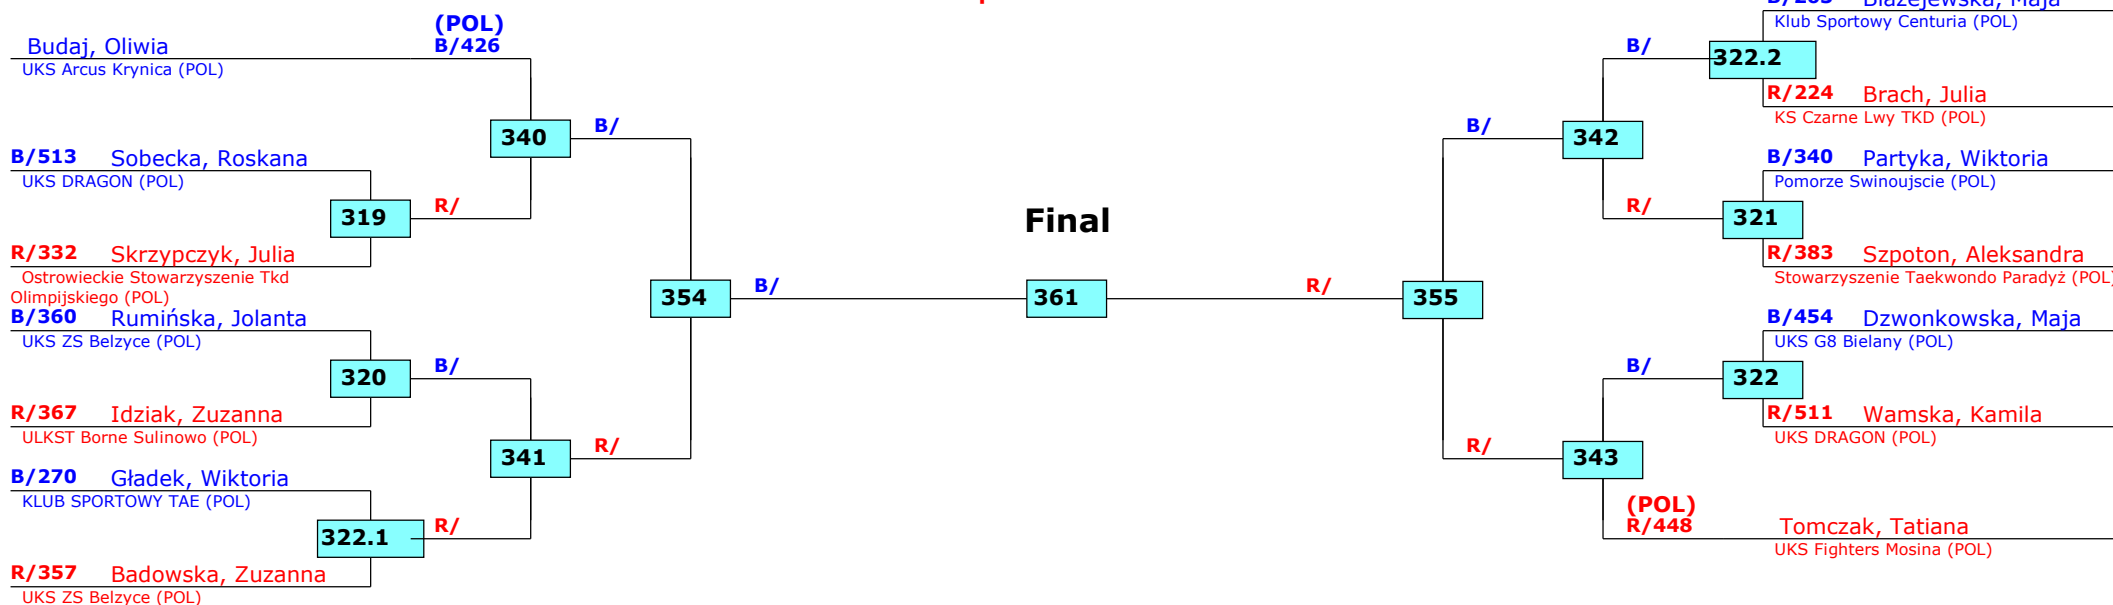 (POL)
Budaj, Oliwia B/426
UKS Arcus Krynica (POL)
340 B/
B/513 Sobecka, Roskana
UKS DRAGON (POL)
319 R/
R/332 Skrzypczyk, Julia
Ostrowieckie Stowarzyszenie Tkd
Olimpijskiego (POL)
354 B/
B/360 Rumińska, Jolanta
UKS ZS Belzyce (POL)
320 B/
R/367 Idziak, Zuzanna
ULKST Borne Sulinowo (POL)
341 R/
B/270 Gładek, Wiktoria
KLUB SPORTOWY TAE (POL)
322.1 R/
R/357 Badowska, Zuzanna
UKS ZS Belzyce (POL)
Final
361
Klub Sportowy Centuria (POL)
B/ 322.2
R/224 Brach, Julia
KS Czarne Lwy TKD (POL)
B/ 342
B/340 Partyka, Wiktoria
Pomorze Swinoujscie (POL)
R/ 321
R/383 Szpoton, Aleksandra
Stowarzyszenie Taekwondo Paradyż (POL)
R/ 355
B/454 Dzwonkowska, Maja
UKS G8 Bielany (POL)
B/ 322
R/511 Wamska, Kamila
UKS DRAGON (POL)
R/ 343
(POL)
R/448 Tomczak, Tatiana
UKS Fighters Mosina (POL)